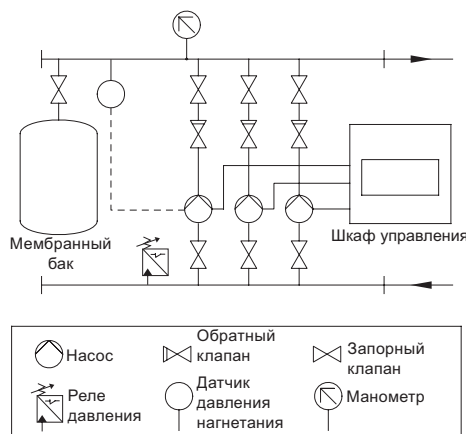 Мембранный
бак
Шкаф управления
Насос
Обратный
клапан
Запорный
клапан
Реле
давления
Датчик
давления
нагнетания
Манометр